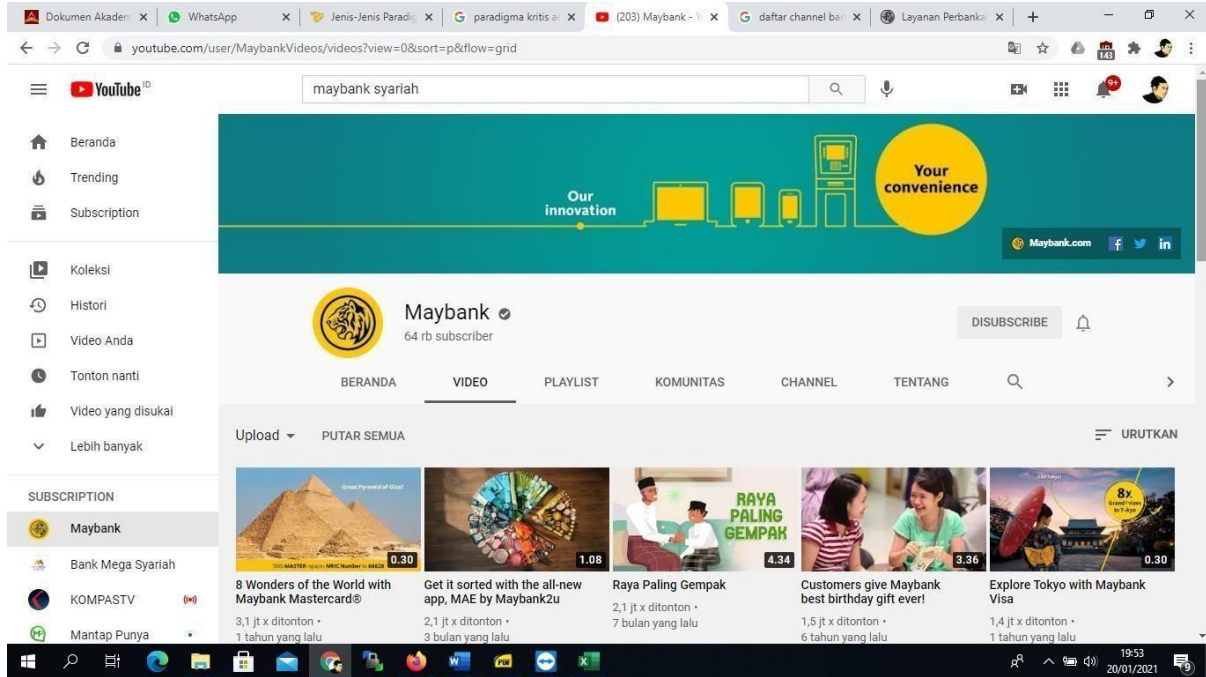 Dokumen Akadem
WhatsApp
Jenis-Jenis Paradig
paradigma kritis a
(203) Maybank - Y
daftar channel ban
Layanan Perbanka
youtube.com/user/MaybankVideos/videos?view=0&sort=p&flow=grid
143
YouTube ID
maybank syariah
9+
Beranda
Trending
Subscription
Koleksi
Histori
Video Anda
Tonton nanti
Video yang disukai
Lebih banyak
SUBSCRIPTION
Maybank
Bank Mega Syariah
KOMPASTV
Mantap Punya
Our
innovation
Your
convenience
Maybank.com
Maybank
64 rb subscriber
DISUBSCRIBE
BERANDA VIDEO PLAYLIST KOMUNITAS CHANNEL TENTANG
Upload PUTAR SEMUA URUTKAN
Great Pyramid of Giza
0.30
8 Wonders of the World with
Maybank Mastercard®
3,1 jt x ditonton •
1 tahun yang lalu
1.08
Get it sorted with the all-new
app, MAE by Maybank2u
2,1 jt x ditonton •
3 bulan yang lalu
RAYA
PALING
GEMPAK
4.34
Raya Paling Gempak
2,1 jt x ditonton •
7 bulan yang lalu
3.36
Customers give Maybank
best birthday gift ever!
1,5 jt x ditonton •
6 tahun yang lalu
8x
0.30
Explore Tokyo with Maybank
Visa
1,4 jt x ditonton •
1 tahun yang lalu
19:53
20/01/2021
9